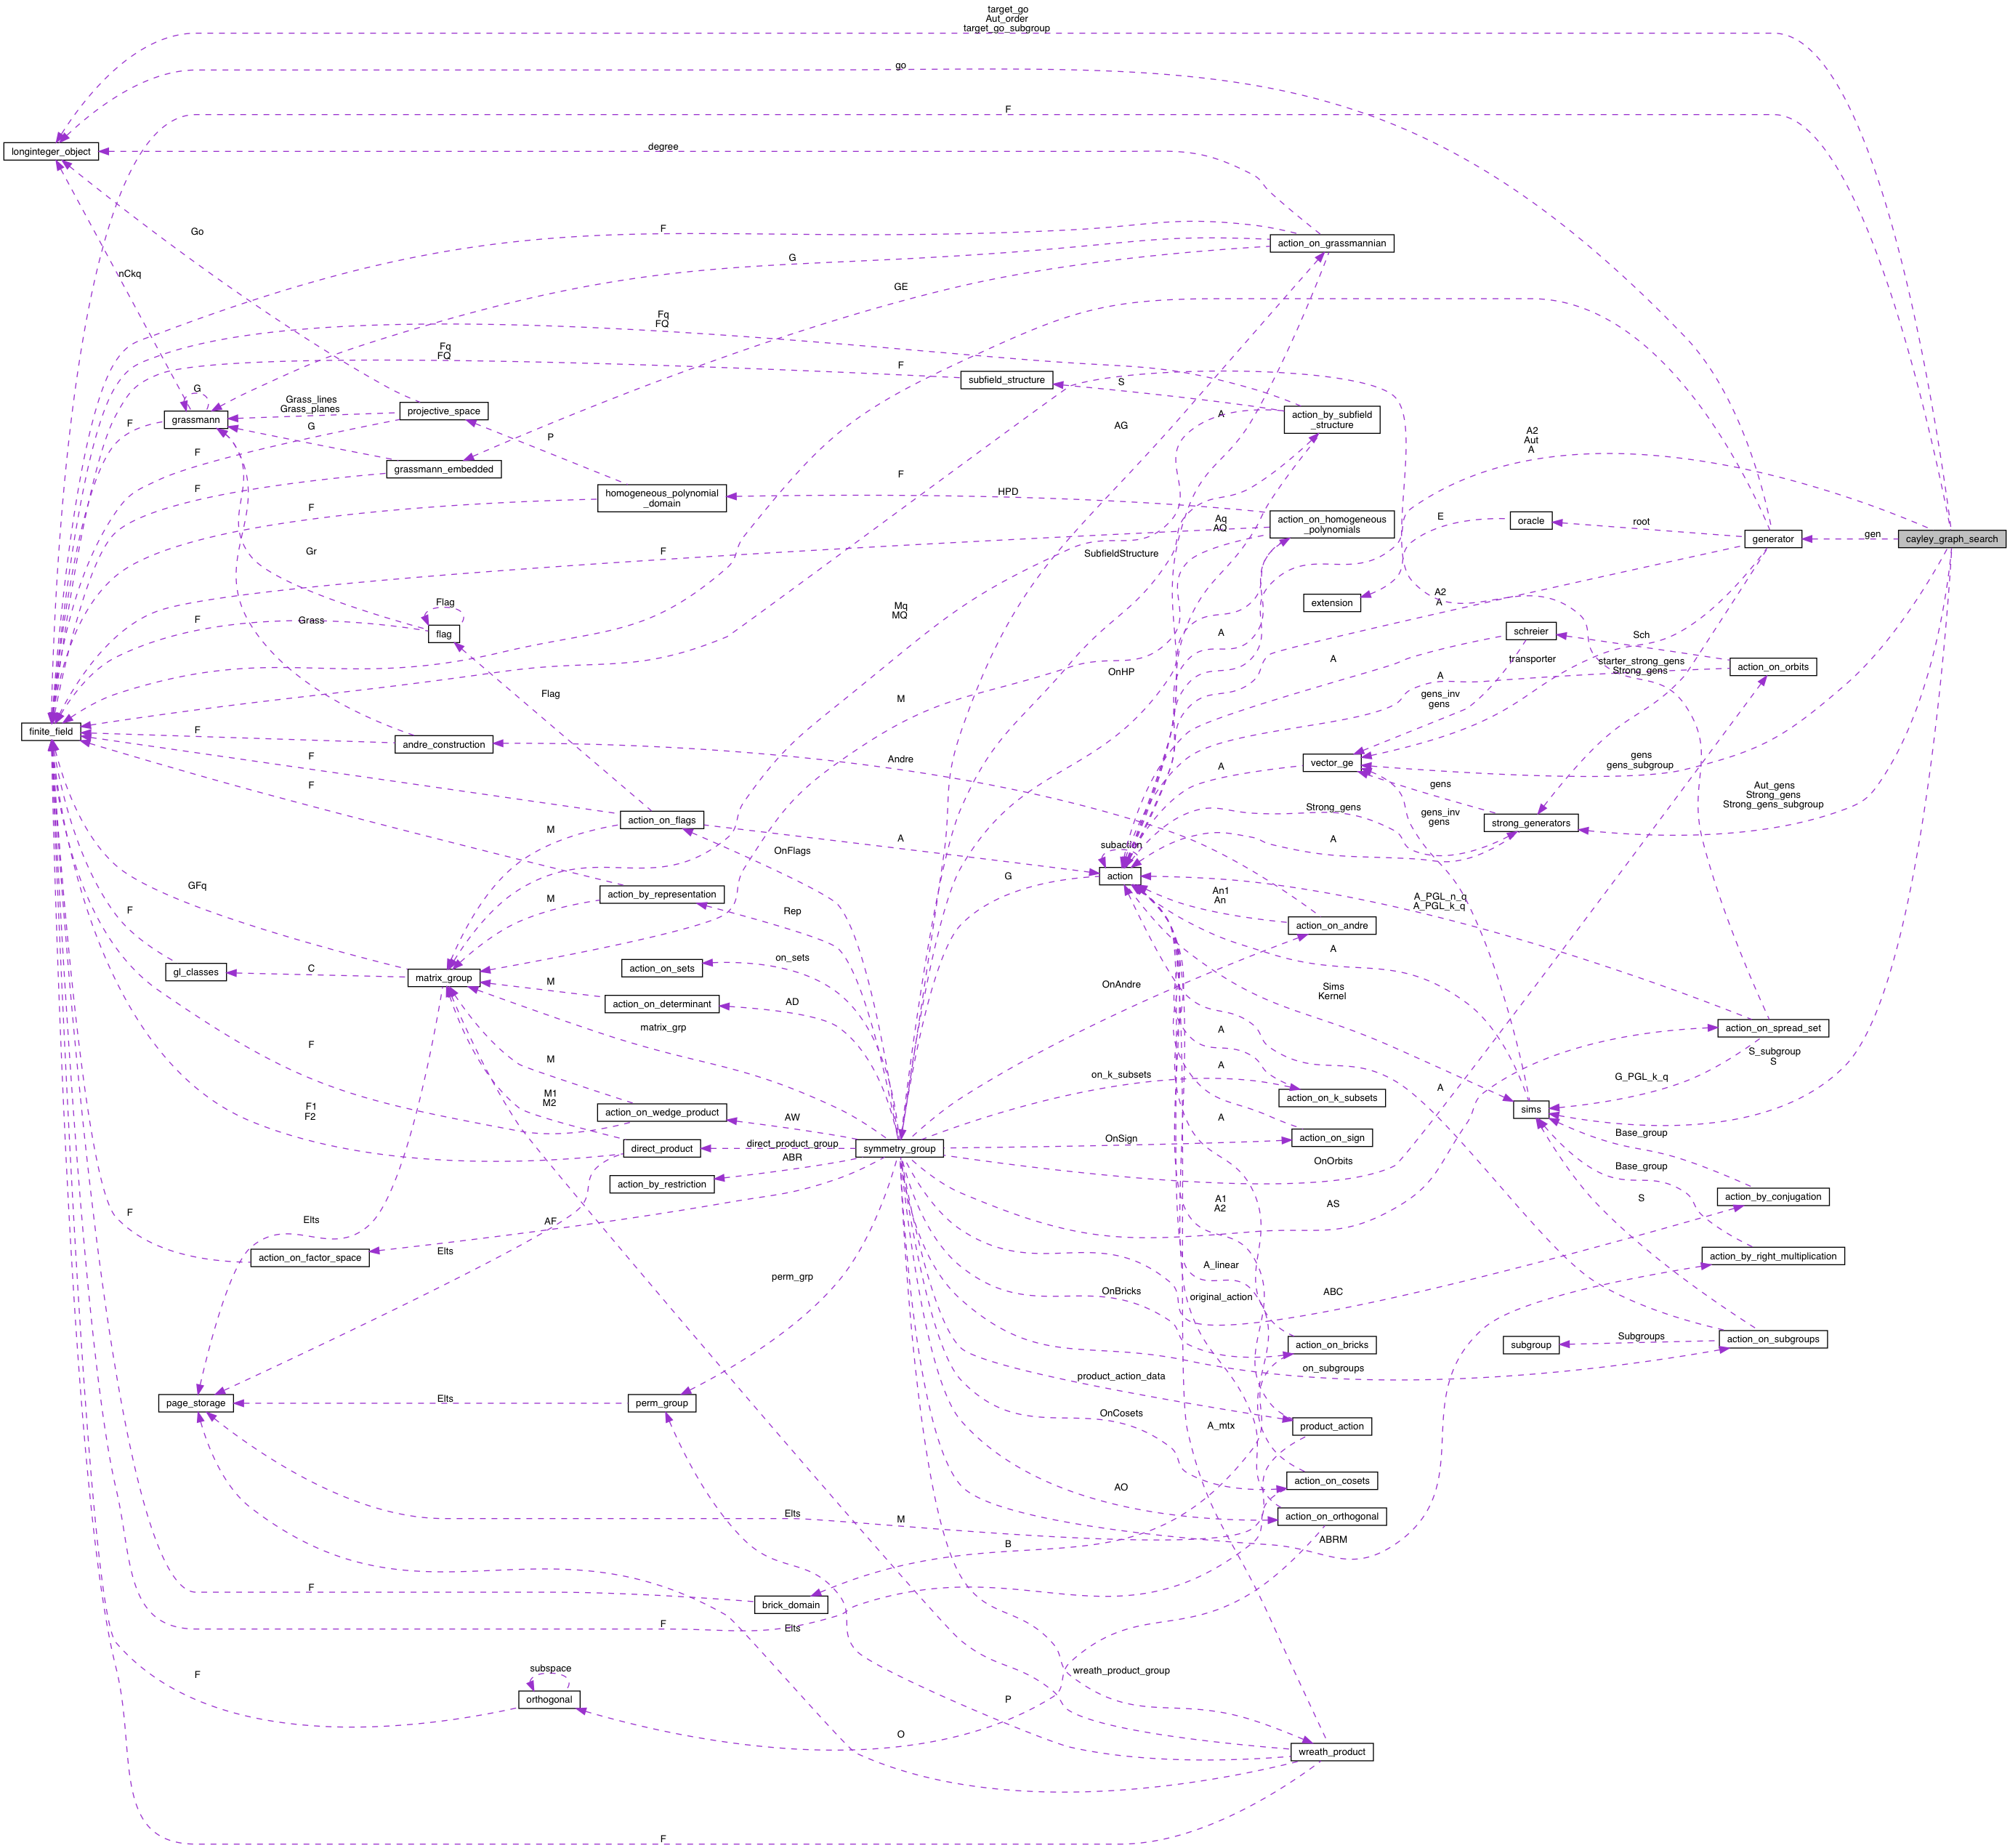 target_go
Aut_order
target_go_subgroup
go
F
longinteger_object
degree
Go
F
action_on_grassmannian
G
nCkq
GE
Fq
FQ
Fq
FQ
F
subfield_structure
S
G
Grass_lines
Grass_planes
projective_space
A
action_by_subfield
_structure
grassmann
F
G
AG
A2
Aut
A
P
F
grassmann_embedded
F
F
homogeneous_polynomial
_domain
HPD
action_on_homogeneous
_polynomials
E
oracle
root
generator
gen
cayley_graph_search
F
Aq
AQ
Gr
F
SubfieldStructure
Flag
A2
A
extension
Mq
MQ
F
Grass
flag
A
schreier
Sch
A
transporter
starter_strong_gens
Strong_gens
action_on_orbits
OnHP
A
Flag
M
gens_inv
gens
finite_field
F
andre_construction
F
Andre
A
vector_ge
gens
gens_subgroup
F
gens
Aut_gens
Strong_gens
Strong_gens_subgroup
action_on_flags
M
Strong_gens
gens_inv
gens
strong_generators
A
OnFlags
subaction
A
GFq
G
action
action_by_representation
M
An1
An
A_PGL_n_q
A_PGL_k_q
F
Rep
action_on_andre
A
on_sets
gl_classes
C
matrix_group
action_on_sets
M
OnAndre
Sims
Kernel
action_on_determinant
AD
matrix_grp
A
action_on_spread_set
F
M
A
S_subgroup
S
on_k_subsets
G_PGL_k_q
A
M1
M2
action_on_k_subsets
F1
F2
action_on_wedge_product
AW
A
sims
direct_product
direct_product_group
symmetry_group
OnSign
action_on_sign
Base_group
ABR
OnOrbits
Base_group
action_by_restriction
action_by_conjugation
A1
A2
AS
S
F
Elts
AF
action_on_factor_space
Elts
action_by_right_multiplication
A_linear
perm_grp
OnBricks
original_action
ABC
action_on_bricks
subgroup
Subgroups
action_on_subgroups
on_subgroups
product_action_data
page_storage
Elts
perm_group
OnCosets
A_mtx
product_action
AO
action_on_cosets
Elts
M
action_on_orthogonal
B
ABRM
F
brick_domain
F
Elts
subspace
F
wreath_product_group
orthogonal
P
O
wreath_product
F